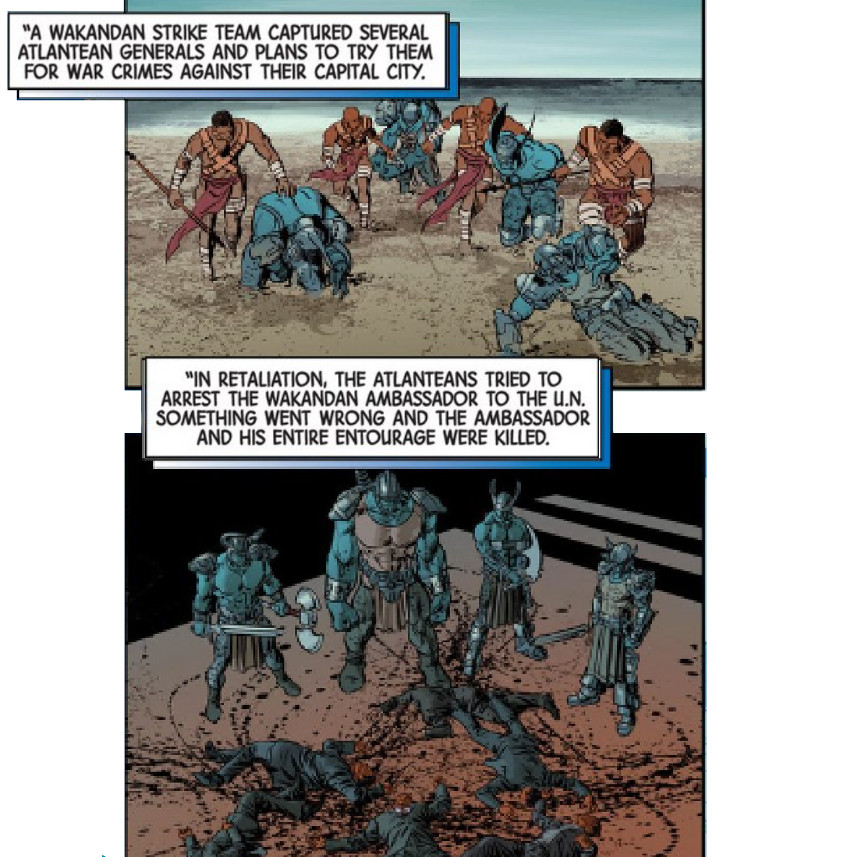 "A WAKANDAN STRIKE TEAM CAPTURED SEVERAL
ATLANTEAN GENERALS AND PLANS TO TRY THEM
FOR WAR CRIMES AGAINST THEIR CAPITAL CITY.
"IN RETALIATION, THE ATLANTEANS TRIED TO
ARREST THE WAKANDAN AMBASSADOR TO THE U.N.
SOMETHING WENT WRONG AND THE AMBASSADOR
AND HIS ENTIRE ENTOURAGE WERE KILLED.